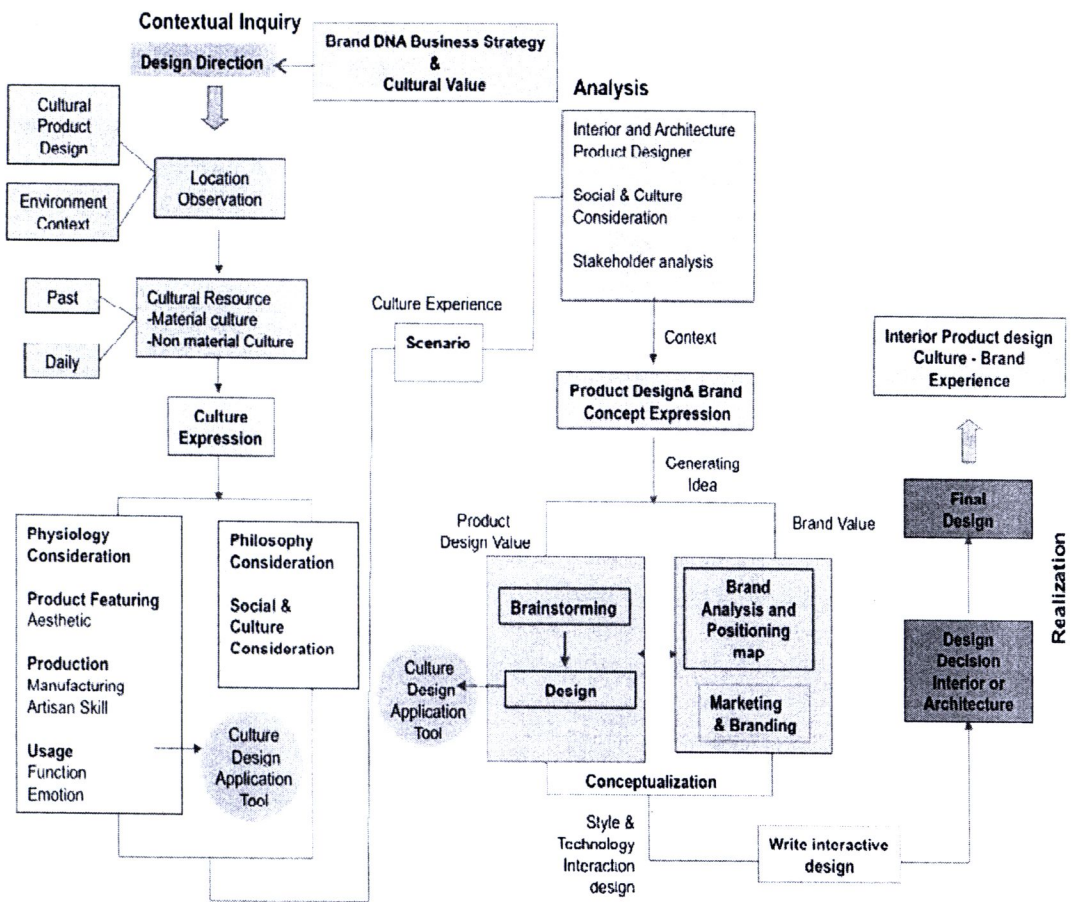 Contextual Inquiry
Design Direction
Brand DNA Business Strategy
&
Cultural Value
Cultural
Product
Design
Environment
Context
Location
Observation
Past
Daily
Cultural Resource
-Material culture
-Non material Culture
Culture
Expression
Physiology
Consideration
Product Featuring
Aesthetic
Production
Manufacturing
Artisan Skill
Usage
Function
Emotion
Philosophy
Consideration
Social &
Culture
Consideration
Culture
Design
Application
Tool
Culture Experience
Scenario
Analysis
Interior and Architecture
Product Designer
Social & Culture
Consideration
Stakeholder analysis
Context
Product Design& Brand
Concept Expression
Generating
Idea
Product
Design Value
Brand Value
Brainstorming
Design
Culture
Design
Application
Tool
Brand
Analysis and
Positioning
map
Marketing
& Branding
Conceptualization
Style &
Technology
Interaction
design
Write interactive
design
Design
Decision
Interior or
Architecture
Final
Design
Realization
Interior Product design
Culture - Brand
Experience